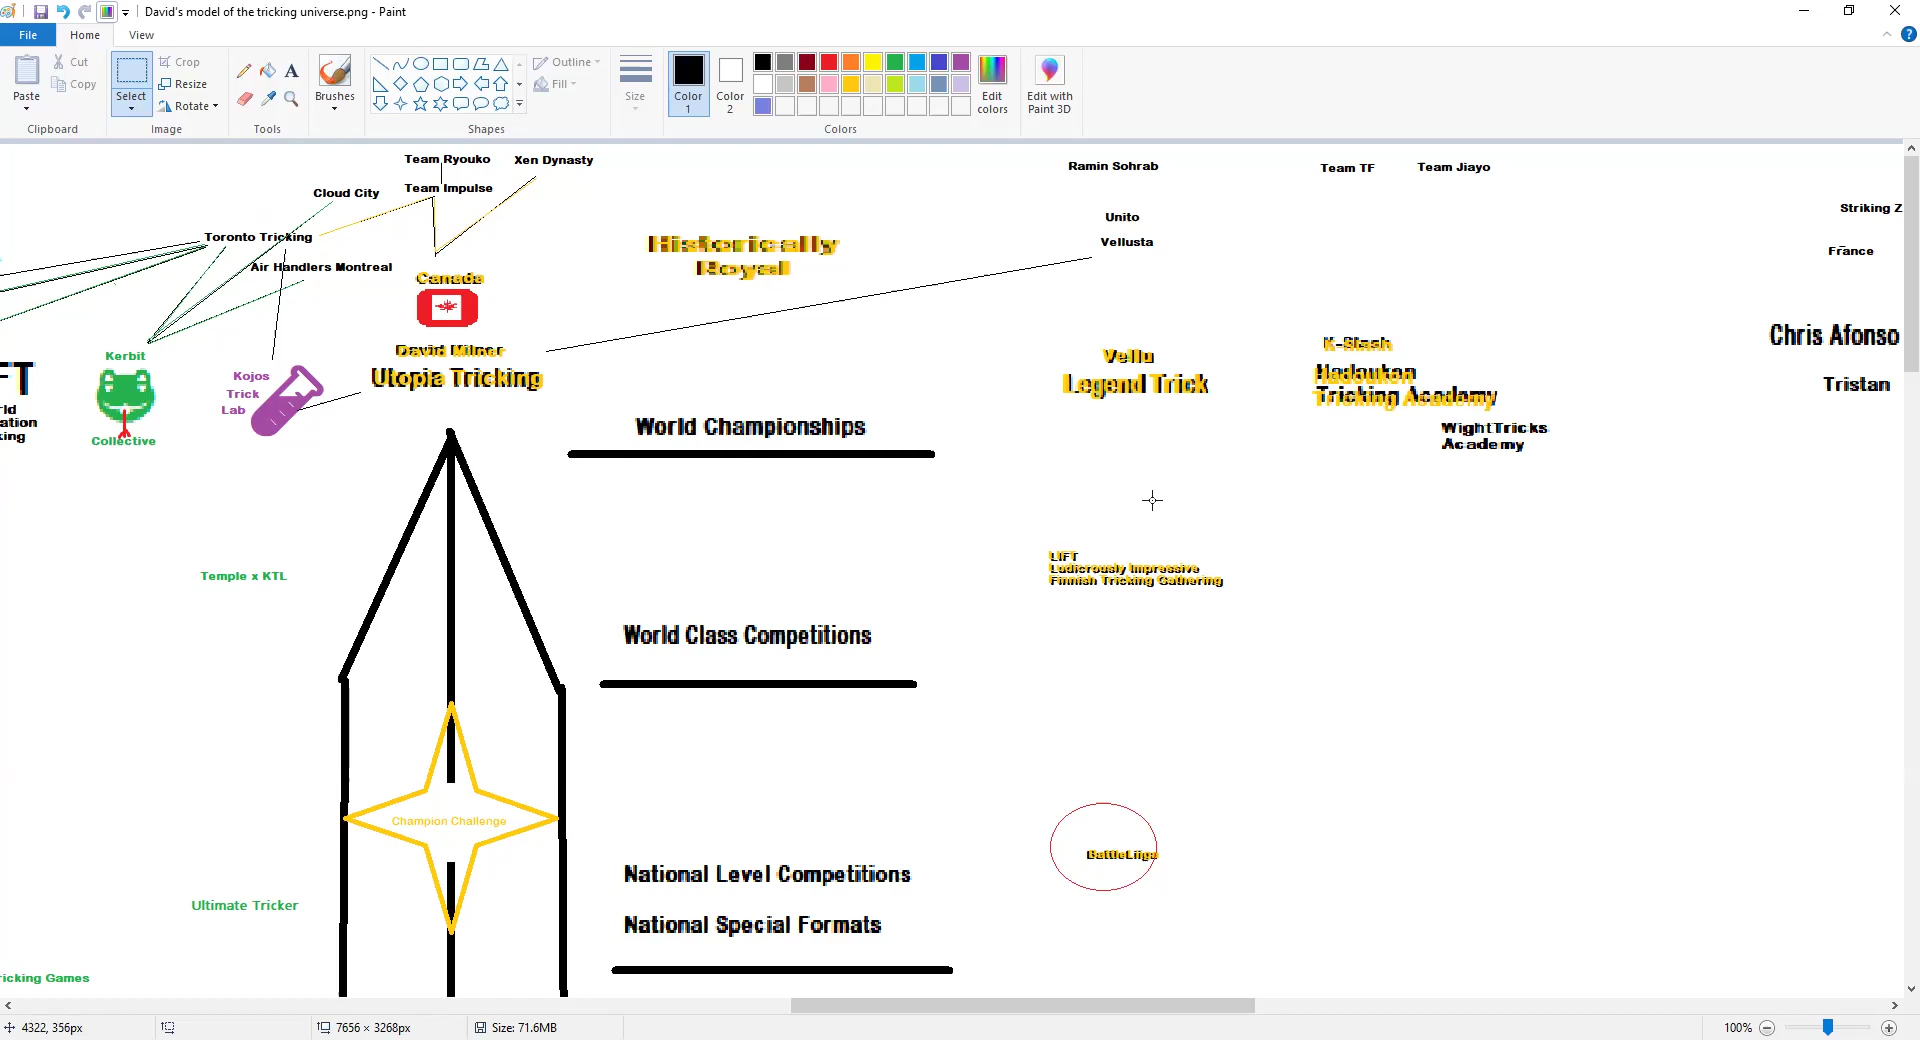 David's model of the tricking universe.png - Paint
File
Home
View
Paste
Cut
Copy
Clipboard
Select
Crop
Resize
Rotate
Image
Tools
Brushes
Shapes
Outline
Fill
Size
Color 1
Color 2
Edit colors
Colors
Edit with Paint 3D
Team Ryouko
Xen Dynasty
Team Impulse
Cloud City
Toronto Tricking
Air Handlers Montreal
Canada
Historically
Royal
Ramin Sohrab
Unito
Vellusta
Team TF
Team Jiayo
Striking Z
France
FT
rld
ation
king
Kerbit
Collective
Kojos
Trick
Lab
David Milner
Utopia Tricking
Vellu
Legend Trick
K-Slash
Hadouken
Tricking Academy
WightTricks
Academy
Chris Afonso
Tristan
World Championships
LIFT
Ludicrously Impressive
Finnish Tricking Gathering
Temple x KTL
World Class Competitions
Champion Challenge
BattleLiiga
National Level Competitions
National Special Formats
Ultimate Tricker
ricking Games
4322, 356px
7656 × 3268px
Size: 71.6MB
100%